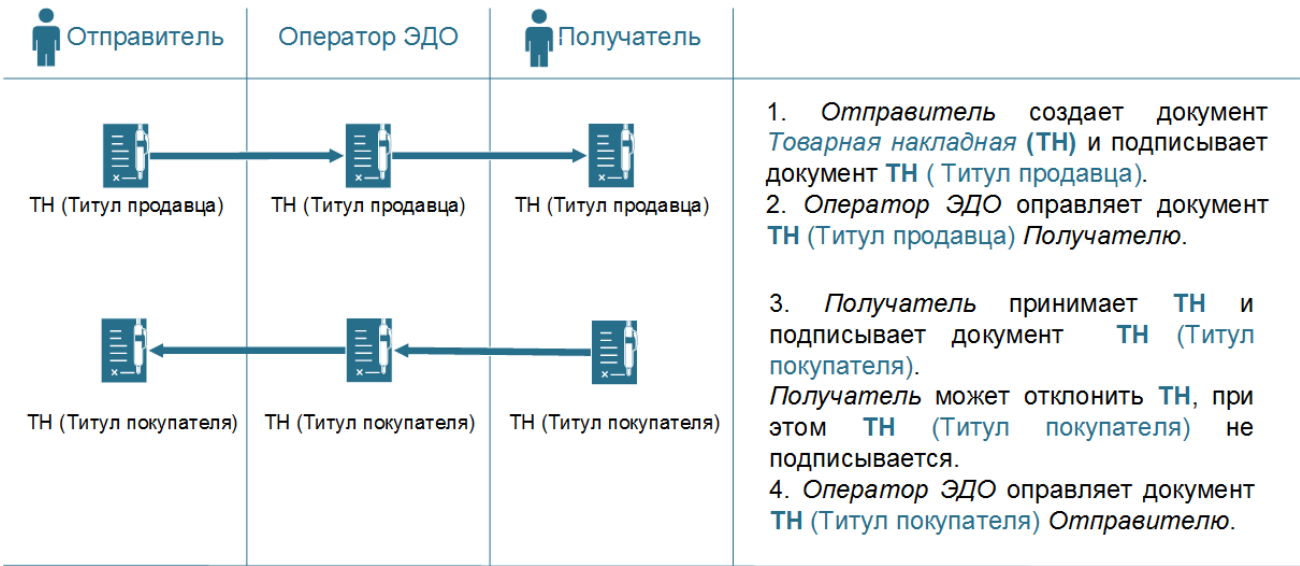 Отправитель
Оператор ЭДО
Получатель
ТН (Титул продавца)
ТН (Титул продавца)
ТН (Титул продавца)
ТН (Титул покупателя)
ТН (Титул покупателя)
ТН (Титул покупателя)
1. Отправитель создает документ
Товарная накладная (ТН) и подписывает
документ ТН ( Титул продавца).
2. Оператор ЭДО оправляет документ
ТН (Титул продавца) Получателю.
3. Получатель принимает ТН и
подписывает документ ТН (Титул
покупателя).
Получатель может отклонить ТН, при
этом ТН (Титул покупателя) не
подписывается.
4. Оператор ЭДО оправляет документ
ТН (Титул покупателя) Отправителю.